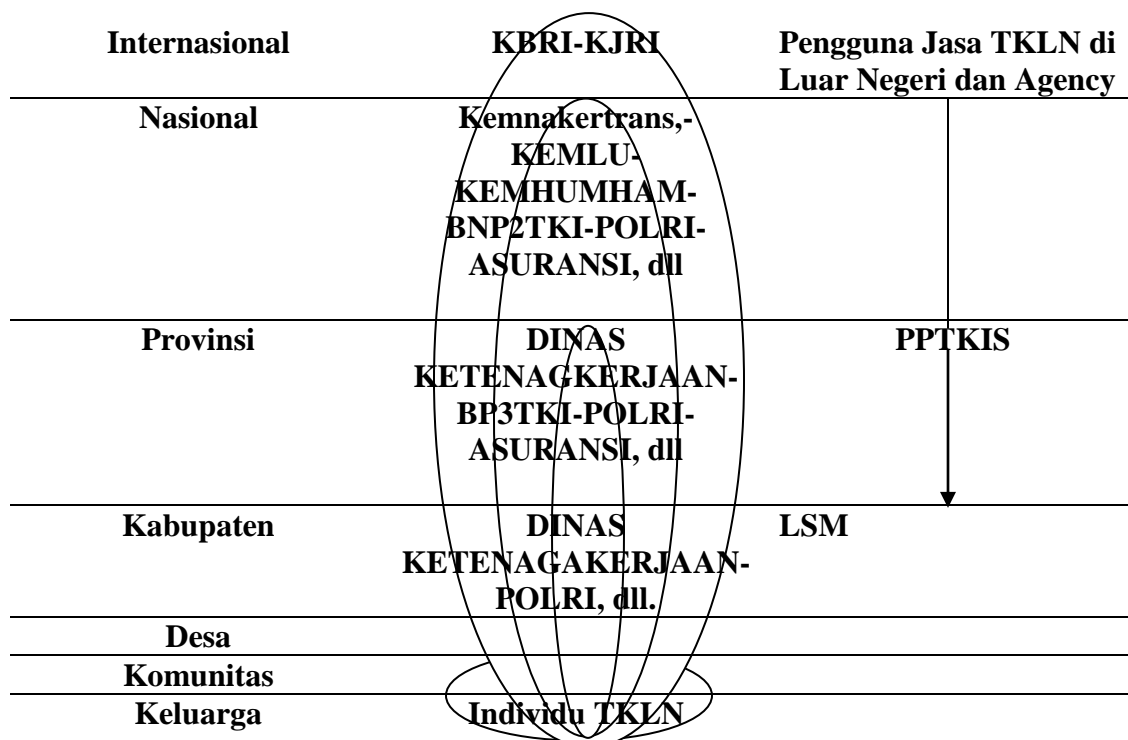 Internasional KBRI-KJRI Pengguna Jasa TKLN di
Luar Negeri dan Agency
Nasional Kemnakertrans,-
KEMLU-
KEMHUMHAM-
BNP2TKI-POLRI-
ASURANSI, dll
Provinsi DINAS PPTKIS
KETENAGKERJAAN-
BP3TKI-POLRI-
ASURANSI, dll
Kabupaten DINAS LSM
KETENAGAKERJAAN-
POLRI, dll.
Desa
Komunitas
Keluarga Individu TKLN